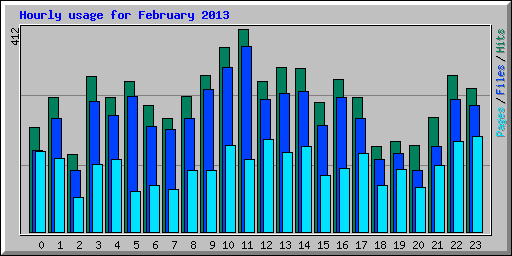 Hourly usage for February 2013
412
Pages/Files/Hits
0 1 2 3 4 5 6 7 8 9 10 11 12 13 14 15 16 17 18 19 20 21 22 23